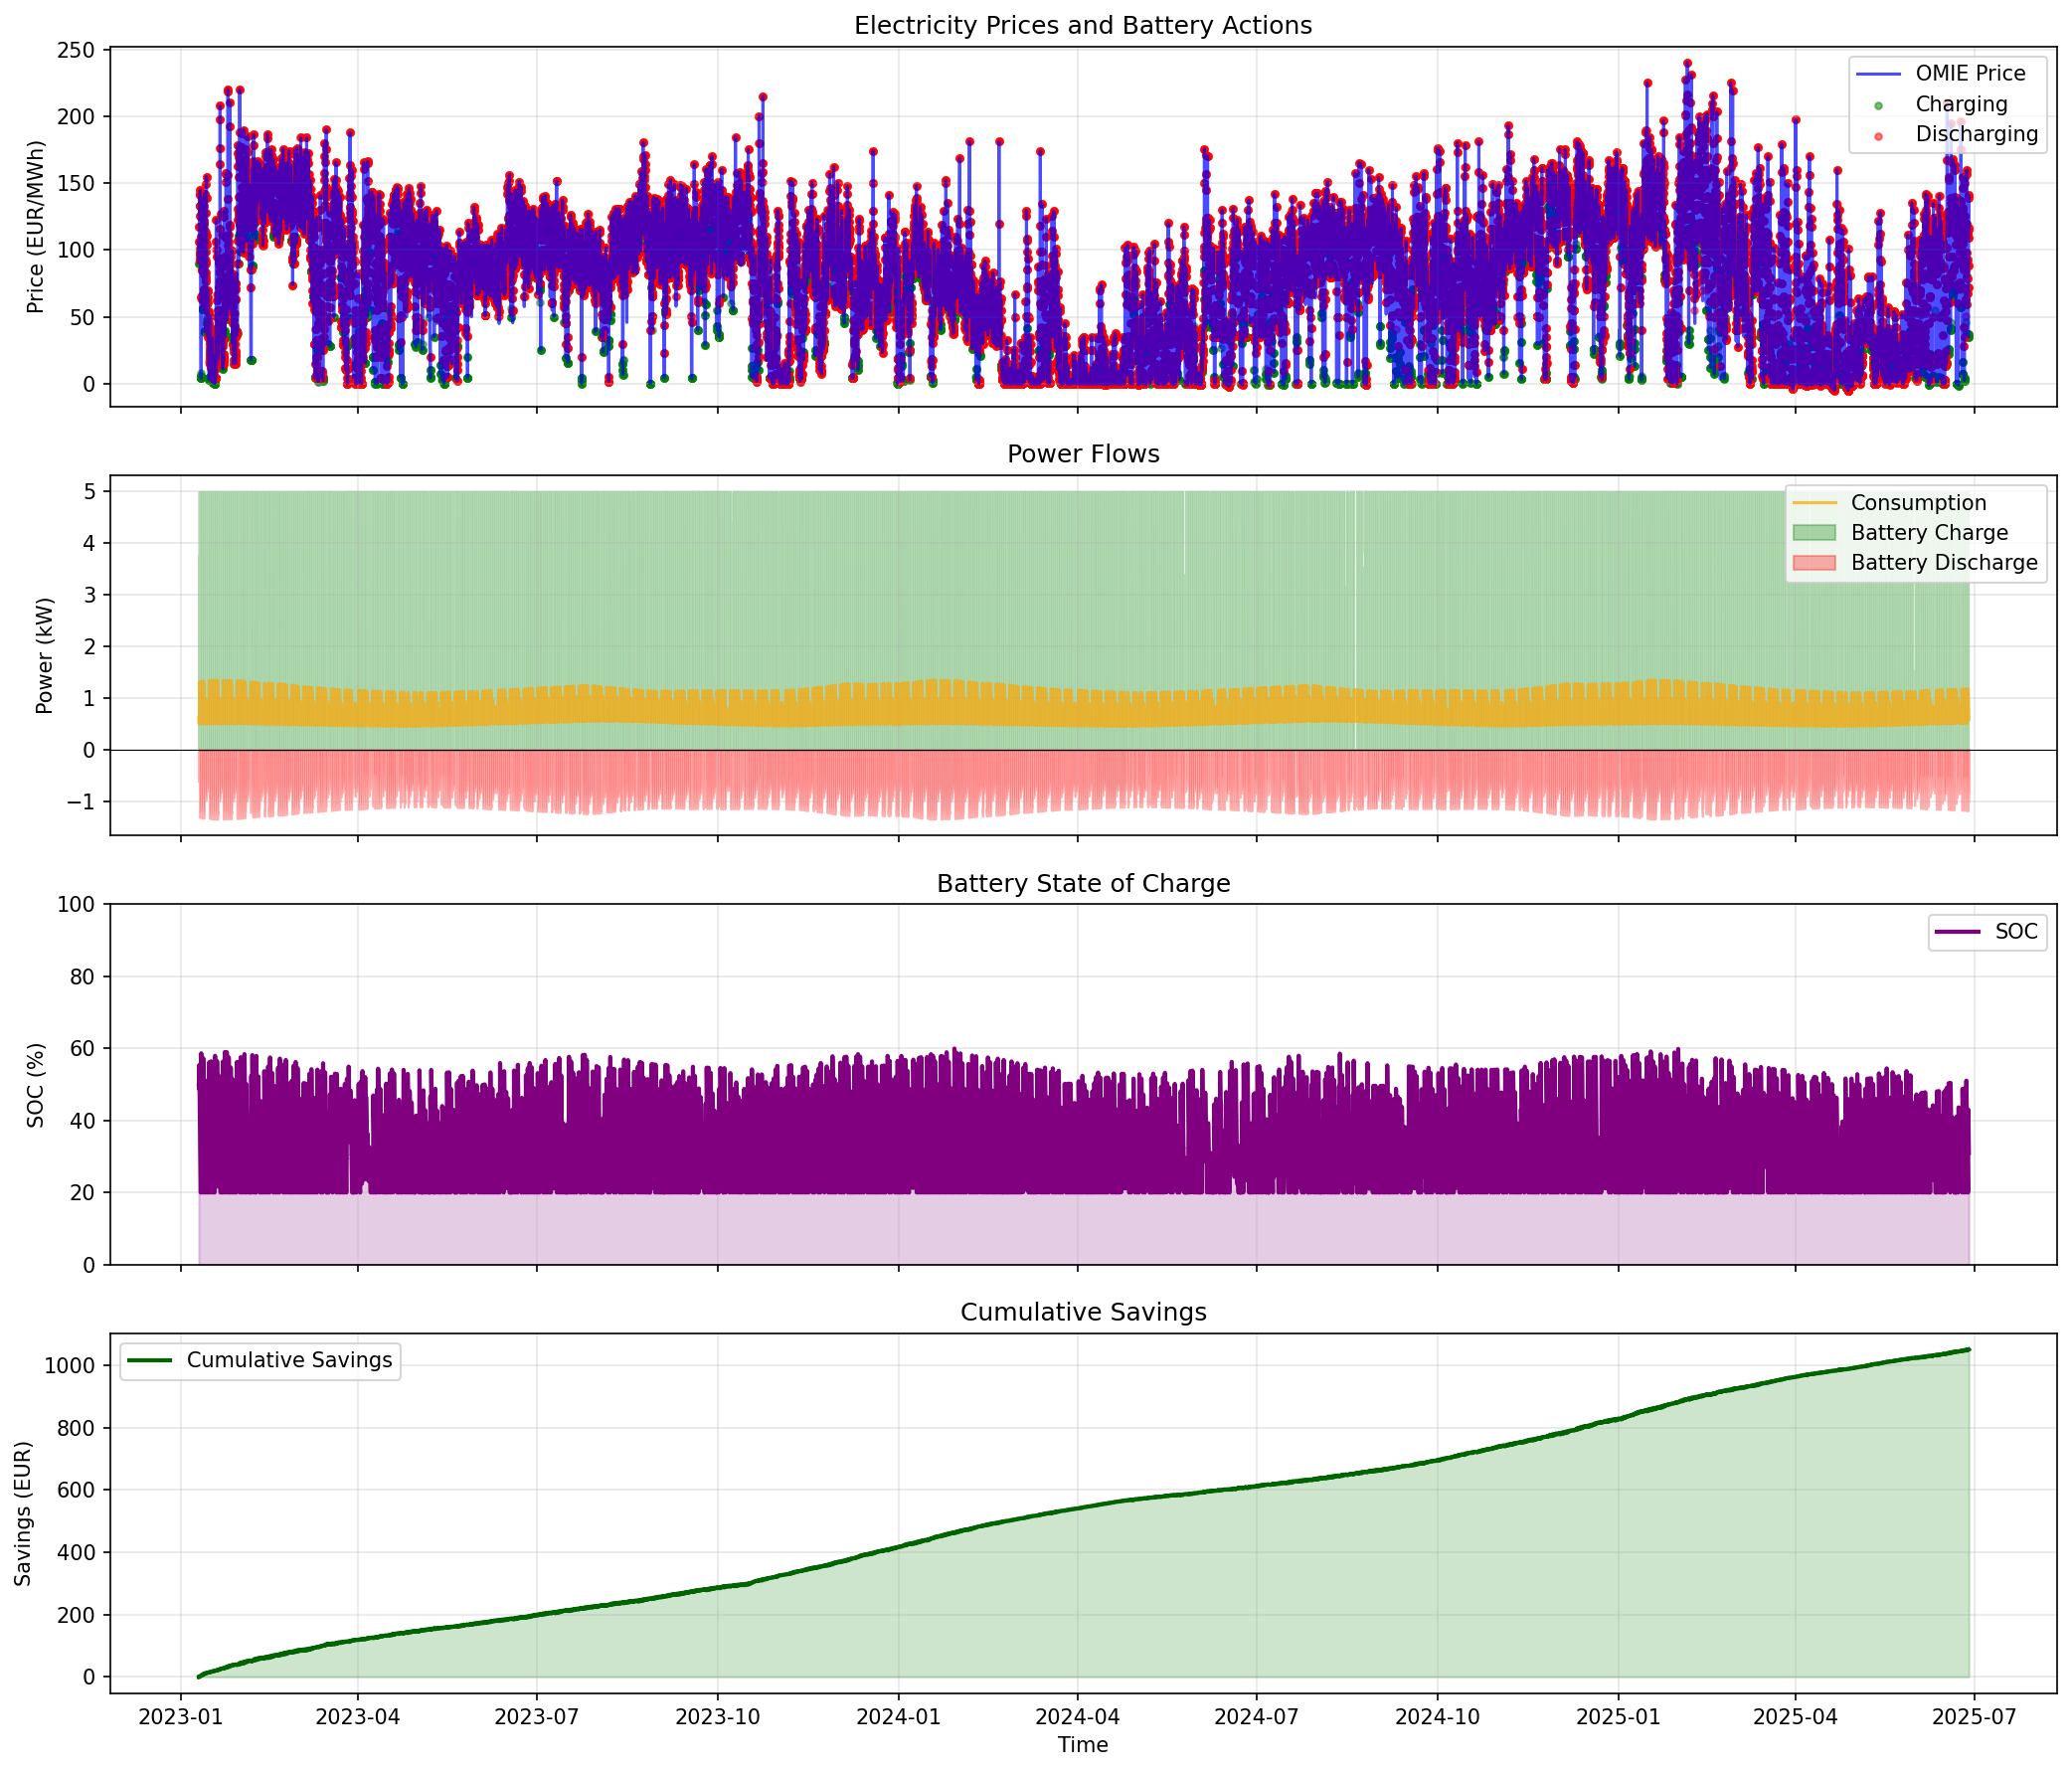 Electricity Prices and Battery Actions
Price (EUR/MWh)
250
200
150
100
50
0
OMIE Price
Charging
Discharging
Power Flows
Power (kW)
5
4
3
2
1
0
−1
Consumption
Battery Charge
Battery Discharge
Battery State of Charge
SOC (%)
100
80
60
40
20
0
SOC
Cumulative Savings
Savings (EUR)
1000
800
600
400
200
0
Cumulative Savings
2023-01 2023-04 2023-07 2023-10 2024-01 2024-04 2024-07 2024-10 2025-01 2025-04 2025-07
Time